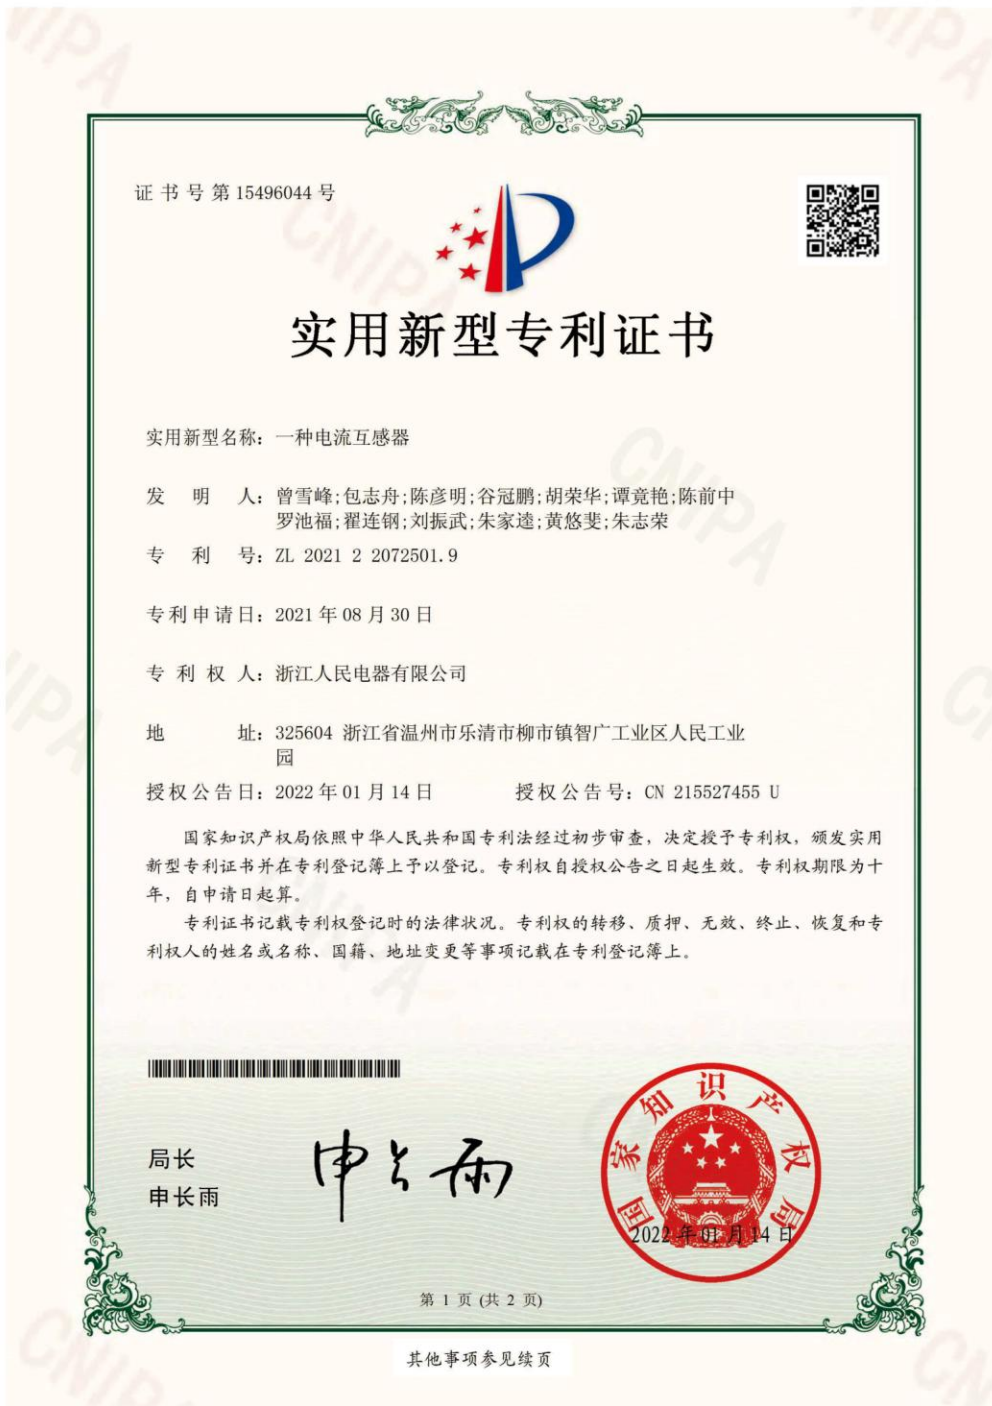 证书号第15496044号
实用新型专利证书
实用新型名称：一种电流互感器
发明人：曾雪峰;包志舟;陈彦明;谷冠鹏;胡荣华;谭竟艳;陈前中
罗池福;翟连钢;刘振武;朱家逵;黄悠斐;朱志荣
专利号：ZL 2021 2 2072501.9
专利申请日：2021年08月30日
专利权人：浙江人民电器有限公司
地址：325604 浙江省温州市乐清市柳市镇智广工业区人民工业
园
授权公告日：2022年01月14日 授权公告号：CN 215527455 U
国家知识产权局依照中华人民共和国专利法经过初步审查，决定授予专利权，颁发实用
新型专利证书并在专利登记簿上予以登记。专利权自授权公告之日起生效。专利权期限为十
年，自申请日起算。
专利证书记载专利权登记时的法律状况。专利权的转移、质押、无效、终止、恢复和专
利权人的姓名或名称、国籍、地址变更等事项记载在专利登记簿上。
局长
申长雨
申长雨
国家知识产权局
2022年01月14日
第 1 页 (共 2 页)
其他事项参见续页
CNIPA
CNIPA
CNIPA
CNIPA
CNIPA
CNIPA